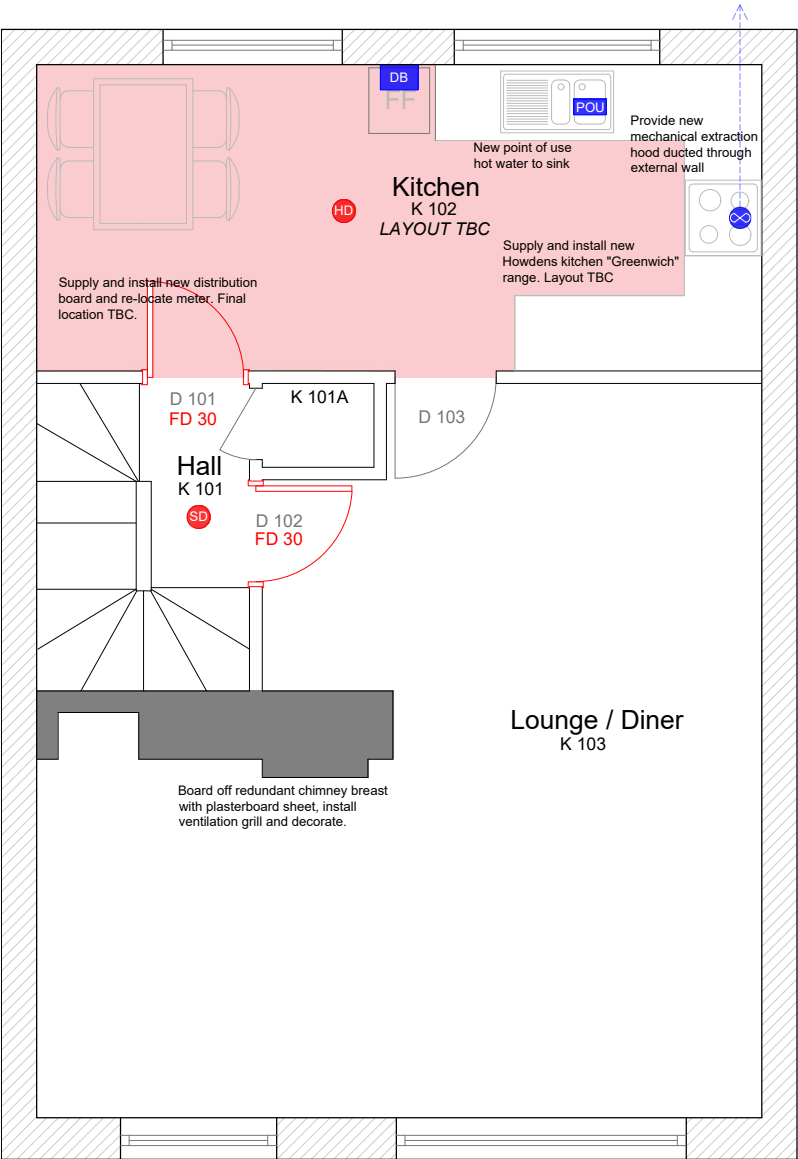 DB
FF
POU
Provide new
mechanical extraction
hood ducted through
external wall
New point of use
hot water to sink
Kitchen
K 102
LAYOUT TBC
HD
Supply and install new
Howdens kitchen "Greenwich"
range. Layout TBC
Supply and install new distribution
board and re-locate meter. Final
location TBC.
D 101
FD 30
K 101A
D 103
Hall
K 101
SD
D 102
FD 30
Lounge / Diner
K 103
Board off redundant chimney breast
with plasterboard sheet, install
ventilation grill and decorate.